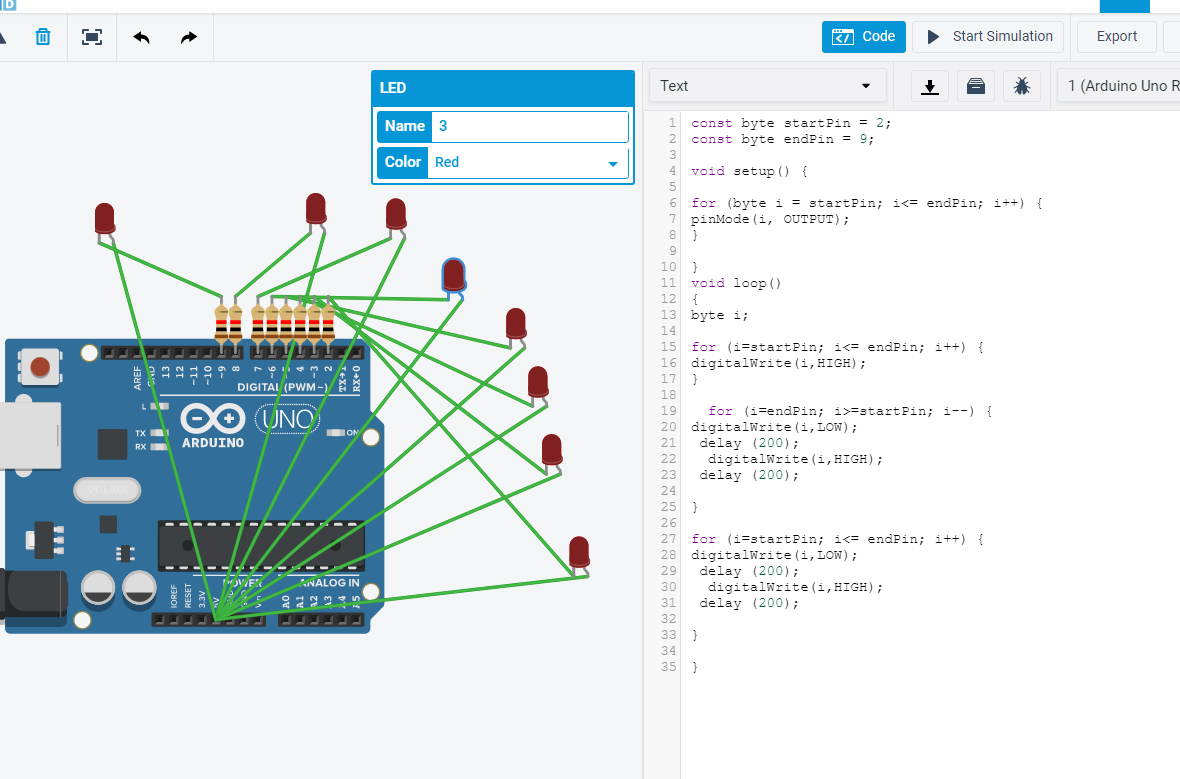 D
Code
Start Simulation
Export
LED
Name 3
Color Red
Text
1 (Arduino Uno R
1 const byte startPin = 2;
2 const byte endPin = 9;
3
4 void setup() {
5
6 for (byte i = startPin; i<= endPin; i++) {
7 pinMode(i, OUTPUT);
8 }
9
10 }
11 void loop()
12 {
13 byte i;
14
15 for (i=startPin; i<= endPin; i++) {
16 digitalWrite(i,HIGH);
17 }
18
19 for (i=endPin; i>=startPin; i--) {
20 digitalWrite(i,LOW);
21 delay (200);
22 digitalWrite(i,HIGH);
23 delay (200);
24
25 }
26
27 for (i=startPin; i<= endPin; i++) {
28 digitalWrite(i,LOW);
29 delay (200);
30 digitalWrite(i,HIGH);
31 delay (200);
32
33 }
34
35 }
AREF
GND
13
12
~11
~10
~9
8
7
~6
4
~3
2
TX→1
RX←0
DIGITAL (PWM~)
L
TX
RX
ARDUINO
UNO
ON
POWER
ANALOG IN
IOREF
RESET
3.3V
5V
A0
A1
A2
A3
A4
A5